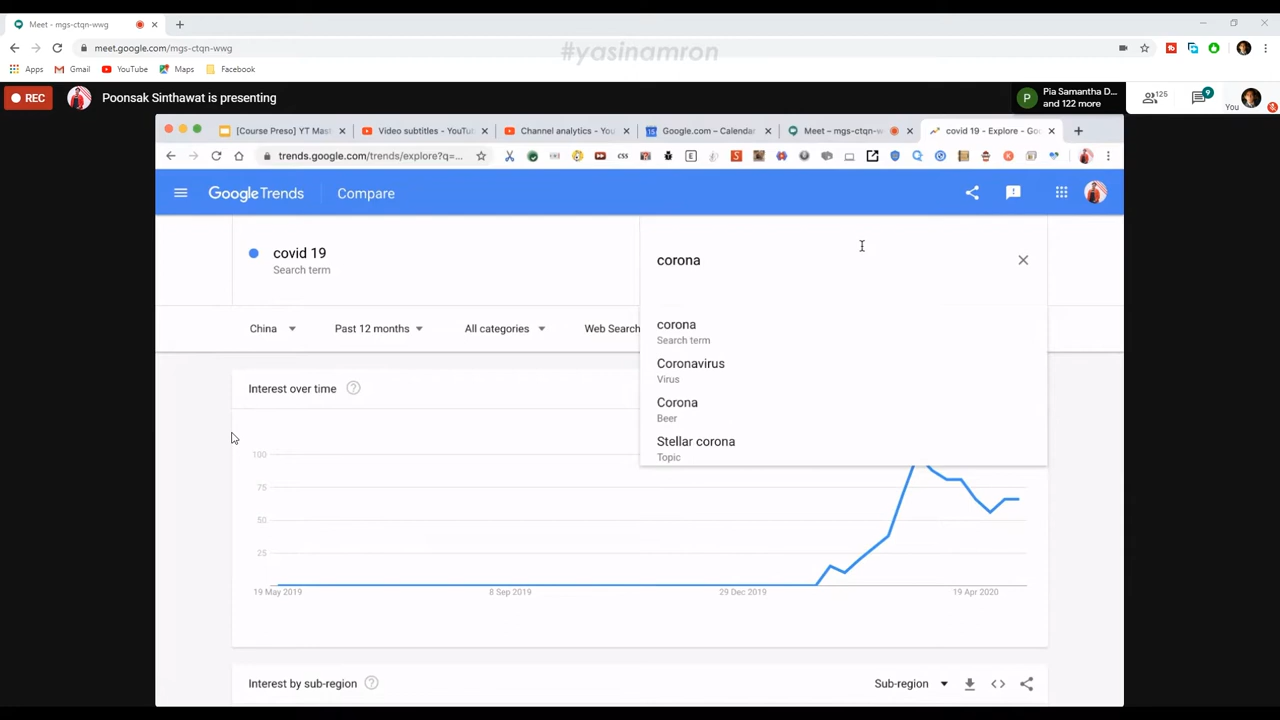 Meet - mgs-ctqn-wwg
meet.google.com/mgs-ctqn-wwg
#yasinamron
Apps Gmail YouTube Maps Facebook
REC
Poonsak Sinthawat is presenting
P
Pia Samantha D...
and 122 more
125
9
You
[Course Preso] YT Mast
Video subtitles - YouTu
Channel analytics - You
Google.com – Calendar
Meet – mgs-ctqn-w
covid 19 - Explore - Goo
trends.google.com/trends/explore?q=...
CSS
Google Trends
Compare
covid 19
Search term
corona
China
Past 12 months
All categories
Web Search
corona
Search term
Coronavirus
Virus
Corona
Beer
Stellar corona
Topic
Interest over time
100
75
50
25
19 May 2019
8 Sep 2019
29 Dec 2019
19 Apr 2020
Interest by sub-region
Sub-region